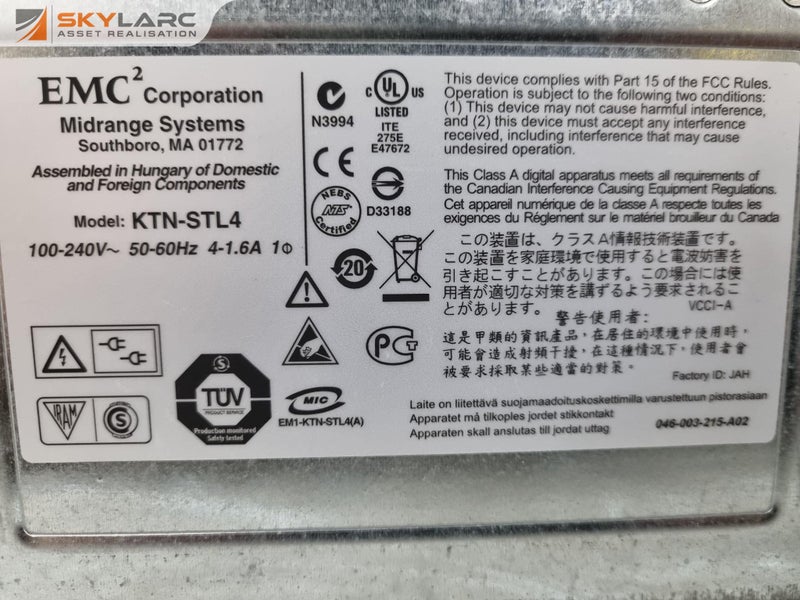 SKYLARC
ASSET REALISATION
EMC² Corporation
Midrange Systems
Southboro, MA 01772
Assembled in Hungary of Domestic
and Foreign Components
Model: KTN-STL4
100-240V~ 50-60Hz 4-1.6A 1Φ
N3994
C UL US
LISTED
ITE
275E
E47672
CE
NEBS
NTS
Certified
D33188
20
This device complies with Part 15 of the FCC Rules.
Operation is subject to the following two conditions:
(1) This device may not cause harmful interference,
and (2) this device must accept any interference
received, including interference that may cause
undesired operation.
This Class A digital apparatus meets all requirements of
the Canadian Interference Causing Equipment Regulations.
Cet appareil numérique de la classe A respecte toutes les
exigences du Règlement sur le matériel brouilleur du Canada
この装置は、クラスA情報技術装置です。
この装置を家庭環境で使用すると電波妨害を
引き起こすことがあります。この場合には使
用者が適切な対策を講ずるよう要求されるこ
とがあります。
VCCI-A
警告使用者:
這是甲類的資訊產品，在居住的環境中使用時，
可能會造成射頻干擾，在這種情況下，使用者會
被要求採取某些適當的對策。
Factory ID: JAH
VRAM
S
TÜV
PRODUCT SERVICE
Production monitored
Safety tested
MIC
EM1-KTN-STL4(A)
PCT
Laite on liitettävä suojamaadoituskoskettimilla varustettuun pistorasiaan
Apparatet må tilkoples jordet stikkontakt
Apparaten skall anslutas till jordat uttag
046-003-215-A02